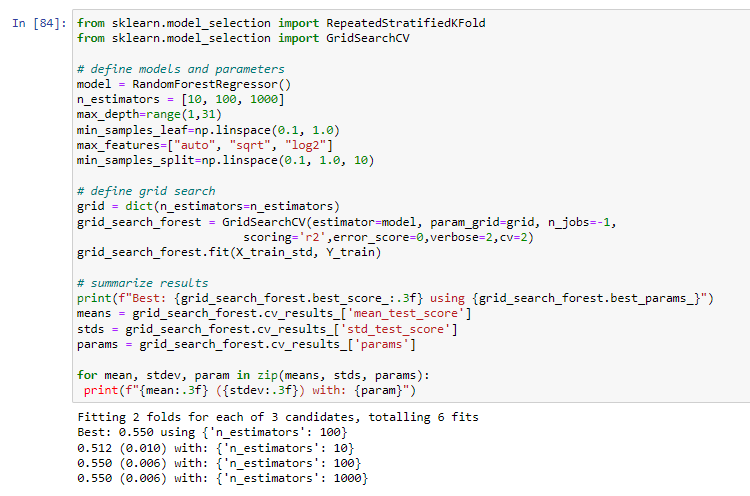 In [84]: from sklearn.model_selection import RepeatedStratifiedKFold
from sklearn.model_selection import GridSearchCV
# define models and parameters
model = RandomForestRegressor()
n_estimators = [10, 100, 1000]
max_depth=range(1,31)
min_samples_leaf=np.linspace(0.1, 1.0)
max_features=["auto", "sqrt", "log2"]
min_samples_split=np.linspace(0.1, 1.0, 10)
# define grid search
grid = dict(n_estimators=n_estimators)
grid_search_forest = GridSearchCV(estimator=model, param_grid=grid, n_jobs=-1,
scoring='r2',error_score=0,verbose=2,cv=2)
grid_search_forest.fit(X_train_std, Y_train)
# summarize results
print(f"Best: {grid_search_forest.best_score_:.3f} using {grid_search_forest.best_params_}")
means = grid_search_forest.cv_results_['mean_test_score']
stds = grid_search_forest.cv_results_['std_test_score']
params = grid_search_forest.cv_results_['params']
for mean, stdev, param in zip(means, stds, params):
print(f"{mean:.3f} ({stdev:.3f}) with: {param}")
Fitting 2 folds for each of 3 candidates, totalling 6 fits
Best: 0.550 using {'n_estimators': 100}
0.512 (0.010) with: {'n_estimators': 10}
0.550 (0.006) with: {'n_estimators': 100}
0.550 (0.006) with: {'n_estimators': 1000}